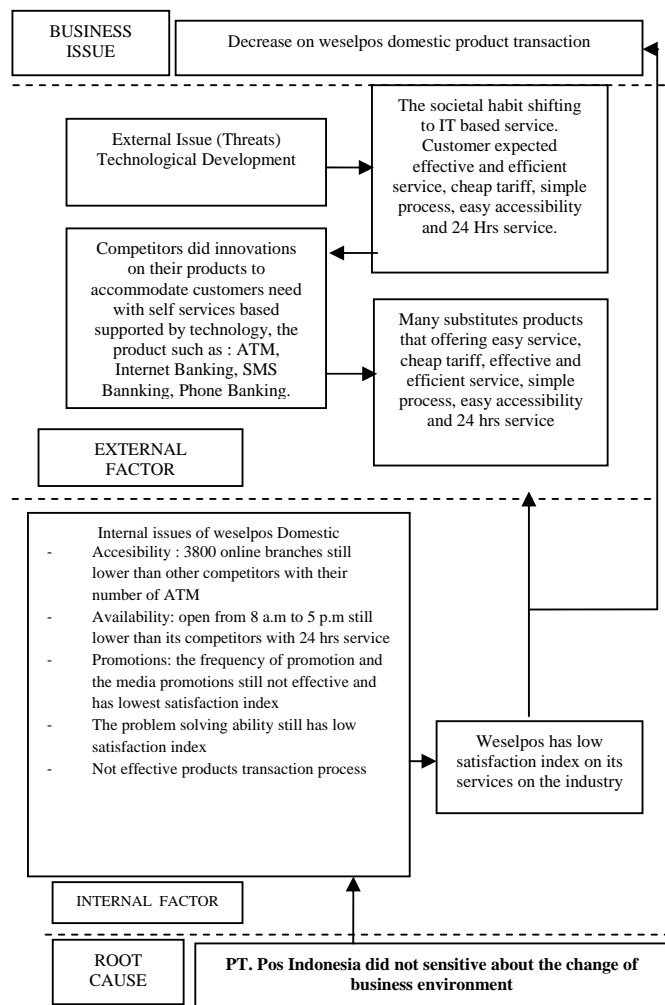 BUSINESS
ISSUE
Decrease on weselpos domestic product transaction
External Issue (Threats)
Technological Development
The societal habit shifting
to IT based service.
Customer expected
effective and efficient
service, cheap tariff, simple
process, easy accessibility
and 24 Hrs service.
Competitors did innovations
on their products to
accommodate customers
need with self services based
supported by technology, the
product such as : ATM,
Internet Banking, SMS
Bannking, Phone Banking.
Many substitutes products
that offering easy service,
cheap tariff, effective and
efficient service, simple
process, easy accessibility
and 24 hrs service
EXTERNAL
FACTOR
Internal issues of weselpos Domestic
- Accesibility : 3800 online branches still
lower than other competitors with their
number of ATM
- Availability: open from 8 a.m to 5 p.m still
lower than its competitors with 24 hrs service
- Promotions: the frequency of promotion and
the media promotions still not effective and
has lowest satisfaction index
- The problem solving ability still has low
satisfaction index
- Not effective products transaction process
Weselpos has low
satisfaction index on its
services on the industry
INTERNAL FACTOR
ROOT
CAUSE
PT. Pos Indonesia did not sensitive about the change of
business environment